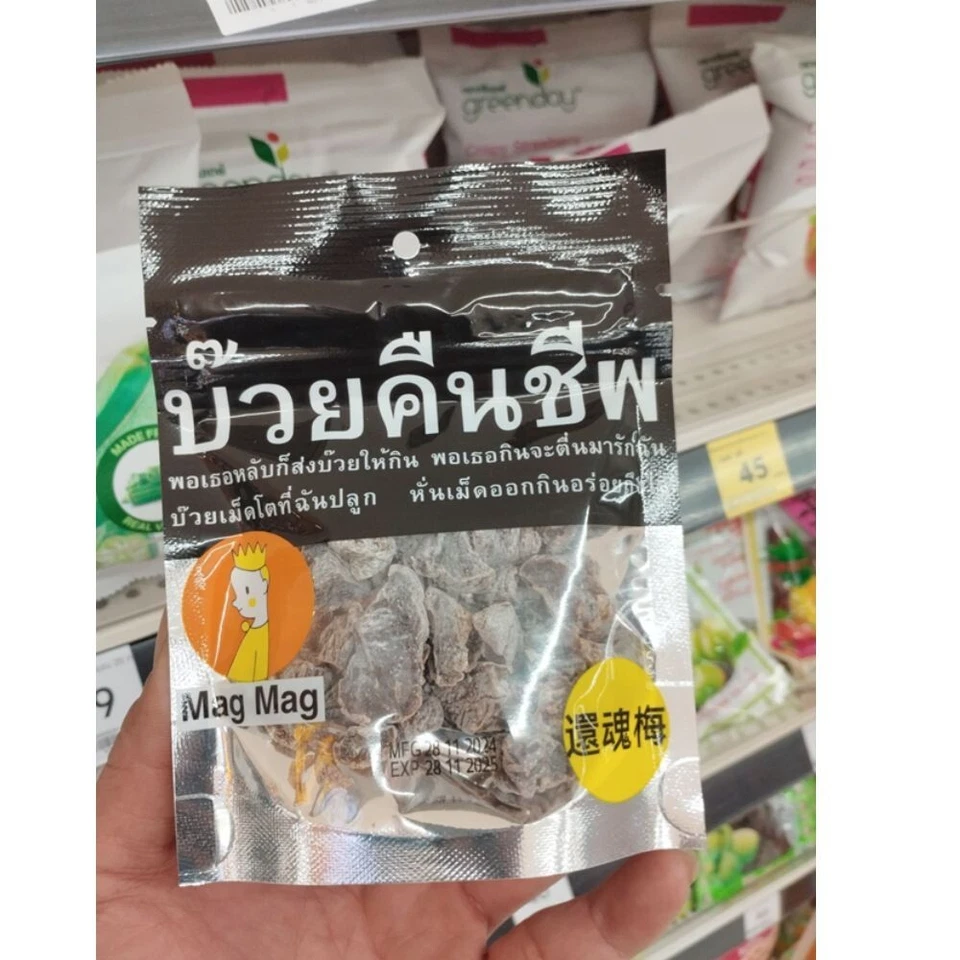 greenday
greenday
บ๊วยคืนชีพ
พอเธอหลับก็ส่งบ๊วยให้กิน พอเธอกินจะตื่นมารักฉัน
บ๊วยเม็ดโตที่ฉันปลูก หั่นเม็ดออกกินอร่อย
Mag Mag
還魂梅
MFG 28 11 2024
EXP 28 11 2025
45
9